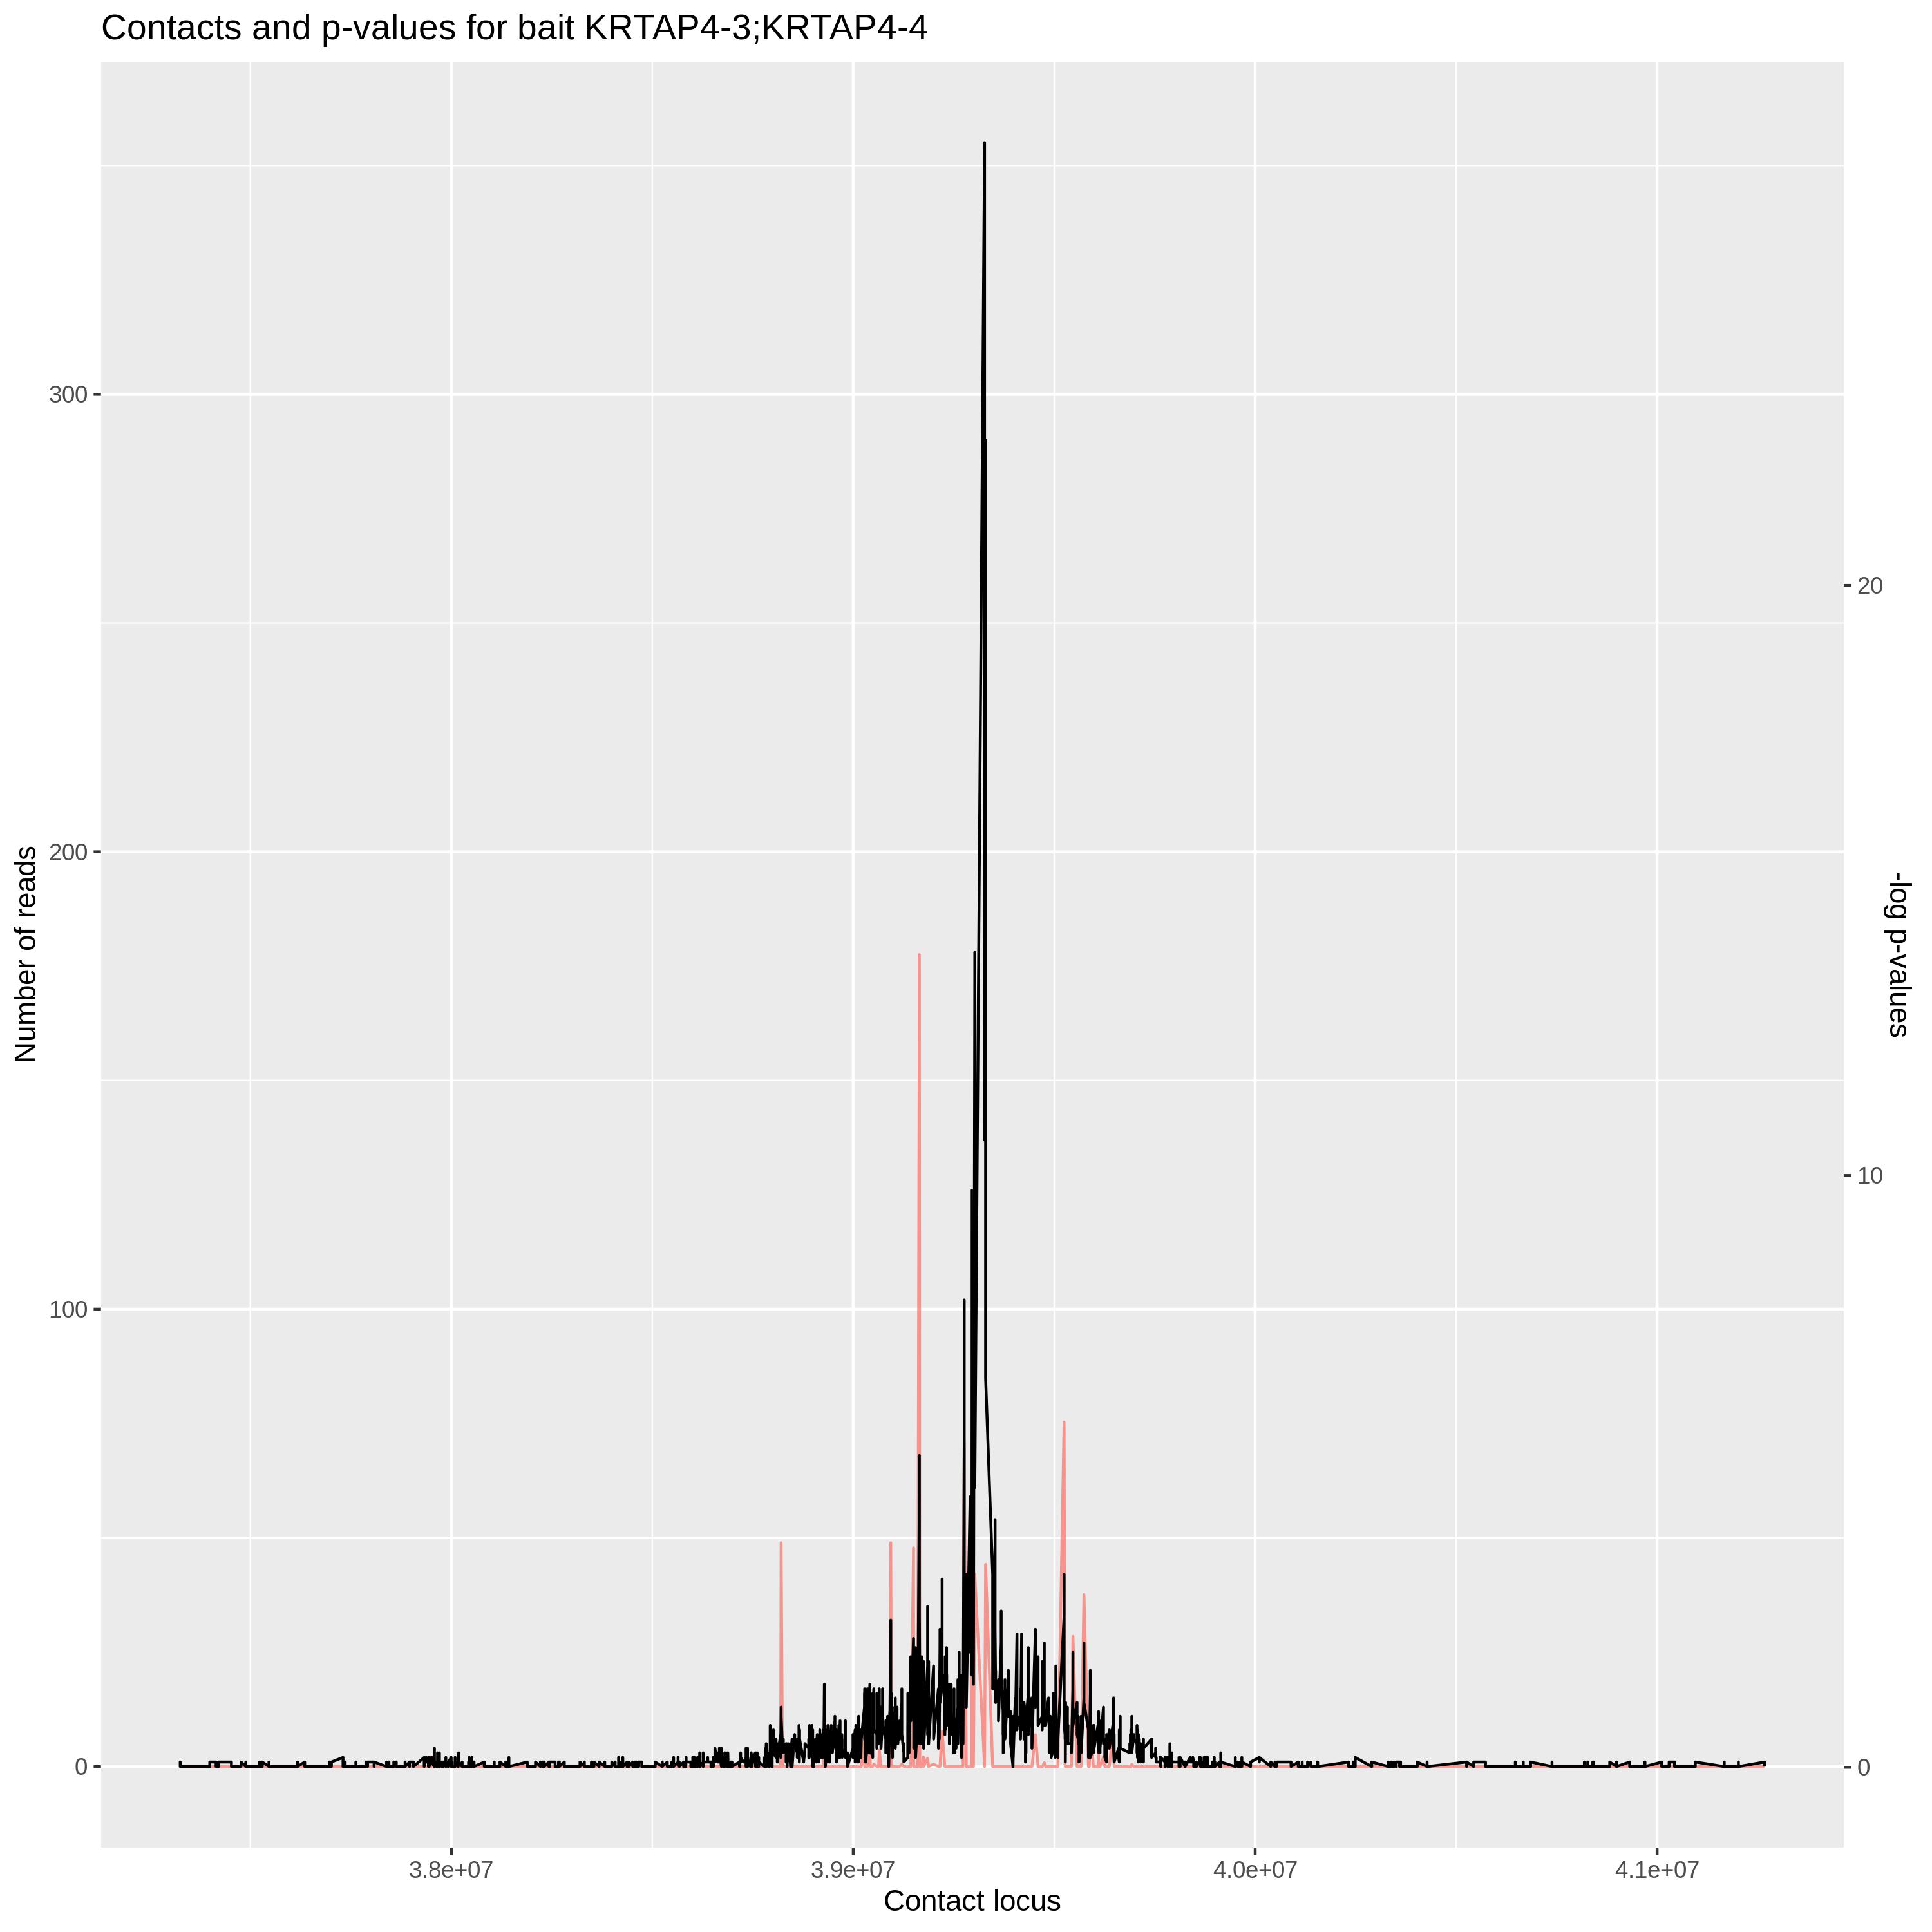 Contacts and p-values for bait KRTAP4-3;KRTAP4-4
300
200
100
0
Number of reads
20
10
0
-log p-values
3.8e+07
3.9e+07
4.0e+07
4.1e+07
Contact locus